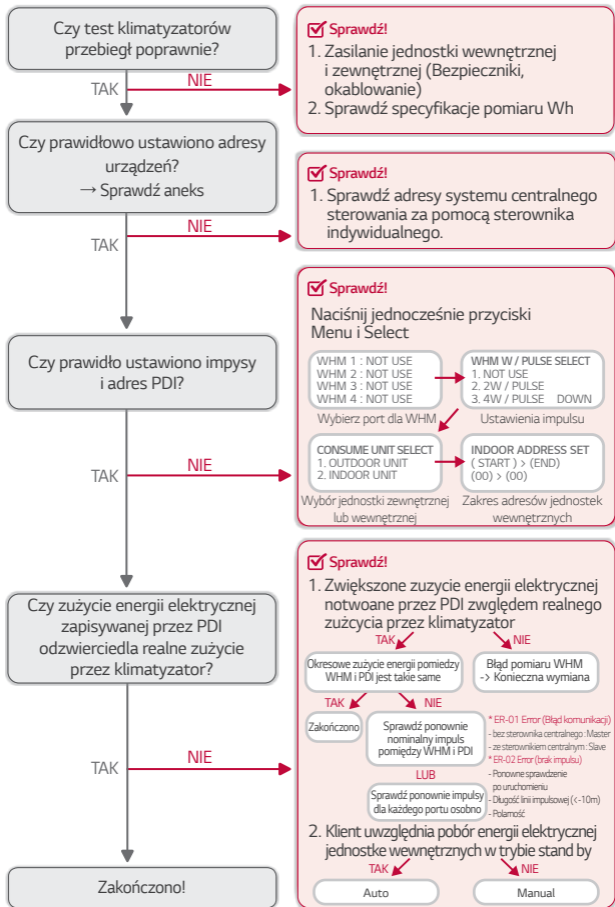 Czy test klimatyzatorów
przebiegł poprawnie?
TAK
NIE
Sprawdź!
1. Zasilanie jednostki wewnętrznej
i zewnętrznej (Bezpieczniki,
okablowanie)
2. Sprawdź specyfikacje pomiaru Wh
Czy prawidłowo ustawiono adresy
urządzeń?
→ Sprawdź aneks
TAK
NIE
Sprawdź!
1. Sprawdź adresy systemu centralnego
sterowania za pomocą sterownika
indywidualnego.
Czy prawidło ustawiono impysy
i adres PDI?
TAK
NIE
Sprawdź!
Naciśnij jednocześnie przyciski
Menu i Select
WHM 1 : NOT USE
WHM 2 : NOT USE
WHM 3 : NOT USE
WHM 4 : NOT USE
Wybierz port dla WHM
WHM W / PULSE SELECT
1. NOT USE
2. 2W / PULSE
3. 4W / PULSE DOWN
Ustawienia impulsu
CONSUME UNIT SELECT
1. OUTDOOR UNIT
2. INDOOR UNIT
Wybór jednostki zewnętrznej
lub wewnętrznej
INDOOR ADDRESS SET
( START ) > (END)
(00) > (00)
Zakres adresów jednostek
wewnętrznych
Czy zużycie energii elektrycznej
zapisywanej przez PDI
odzwierciedla realne zużycie
przez klimatyzator?
TAK
NIE
Sprawdź!
1. Zwiększone zuzycie energii elektrycznej
notwoane przez PDI względem realnego
zużcycia przez klimatyzator
TAK
NIE
Okresowe zużycie energii pomiedzy
WHM i PDI jest takie same
Błąd pomiaru WHM
-> Konieczna wymiana
TAK
NIE
Zakończono
Sprawdź ponownie
nominalny impuls
pomiędzy WHM i PDI
LUB
Sprawdź ponownie impulsy
dla każdego portu osobno
* ER-01 Error (Błąd komunikacji)
- bez sterownika centralnego : Master
- ze sterownikiem centralnym : Slave
* ER-02 Error (brak impulsu)
- Ponowne sprawdzenie
po uruchomieniu
- Długość linii impulsowej (<-10m)
- Polarność
2. Klient uwzględnia pobór energii elektrycznej
jednostke wewnętrznych w trybie stand by
TAK
NIE
Auto
Manual
Zakończono!